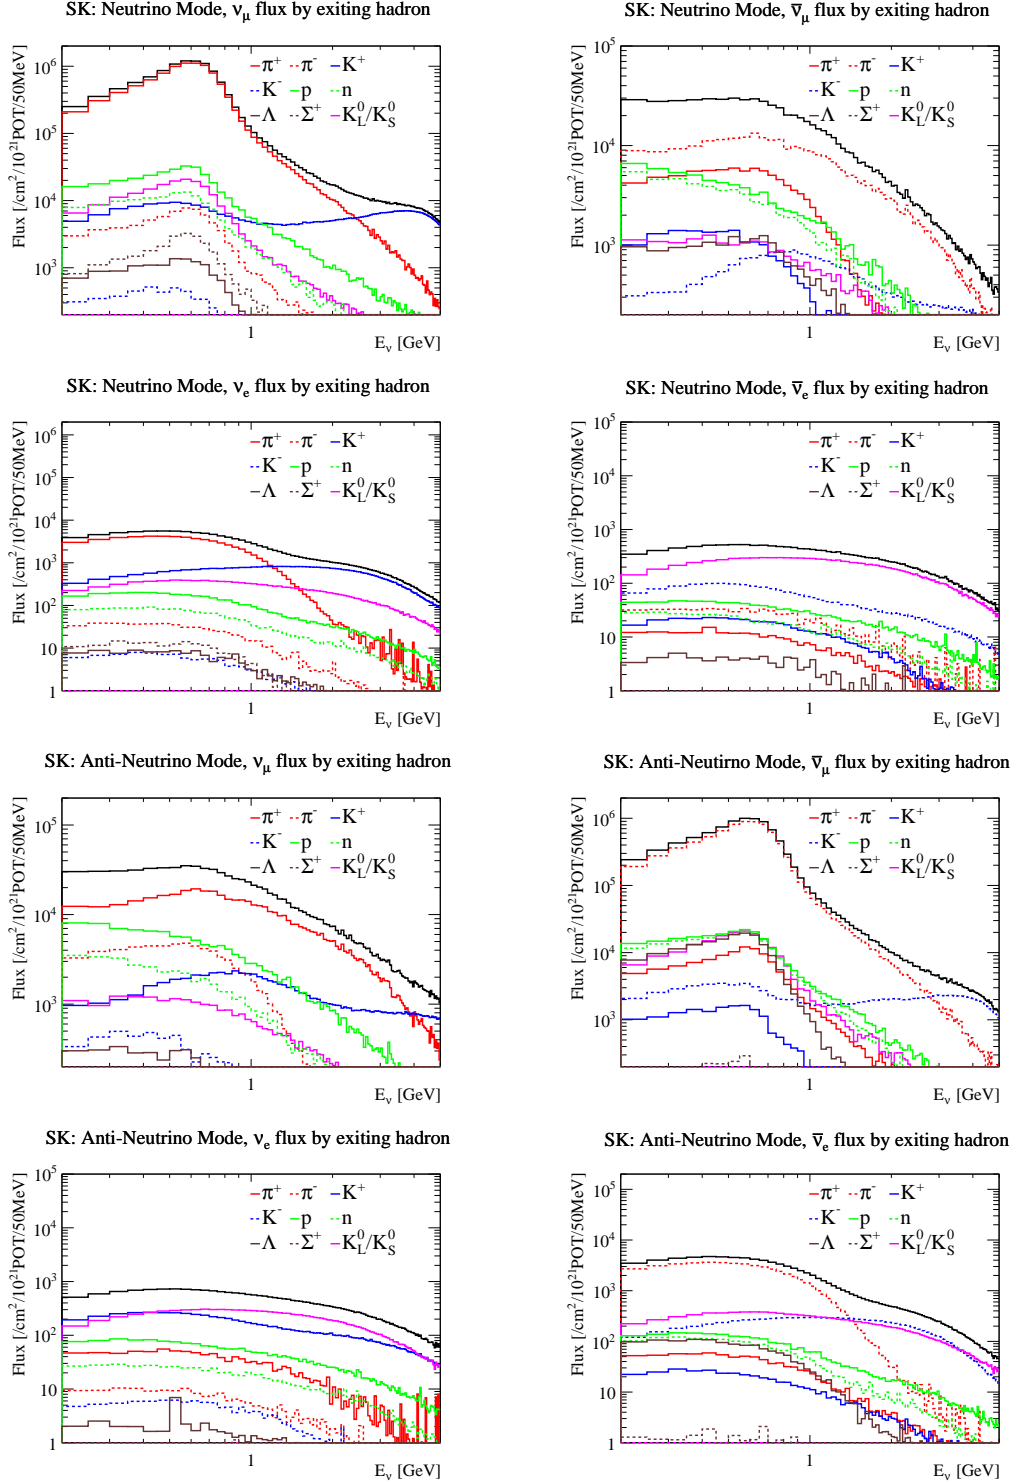 SK: Neutrino Mode, νμ flux by exiting hadron
Flux [/cm²/10²¹POT/50MeV]
10⁶
10⁵
10⁴
10³
π⁺ π⁻ K⁺
K⁻ p n
Λ Σ⁺ K⁰L/K⁰S
1
Eν [GeV]
SK: Neutrino Mode, ν̄μ flux by exiting hadron
Flux [/cm²/10²¹POT/50MeV]
10⁵
10⁴
10³
π⁺ π⁻ K⁺
K⁻ p n
Λ Σ⁺ K⁰L/K⁰S
1
Eν [GeV]
SK: Neutrino Mode, νe flux by exiting hadron
Flux [/cm²/10²¹POT/50MeV]
10⁶
10⁵
10⁴
10³
10²
10
1
π⁺ π⁻ K⁺
K⁻ p n
Λ Σ⁺ K⁰L/K⁰S
1
Eν [GeV]
SK: Neutrino Mode, ν̄e flux by exiting hadron
Flux [/cm²/10²¹POT/50MeV]
10⁵
10⁴
10³
10²
10
1
π⁺ π⁻ K⁺
K⁻ p n
Λ Σ⁺ K⁰L/K⁰S
1
Eν [GeV]
SK: Anti-Neutrino Mode, νμ flux by exiting hadron
Flux [/cm²/10²¹POT/50MeV]
10⁵
10⁴
10³
π⁺ π⁻ K⁺
K⁻ p n
Λ Σ⁺ K⁰L/K⁰S
1
Eν [GeV]
SK: Anti-Neutirno Mode, ν̄μ flux by exiting hadron
Flux [/cm²/10²¹POT/50MeV]
10⁶
10⁵
10⁴
10³
π⁺ π⁻ K⁺
K⁻ p n
Λ Σ⁺ K⁰L/K⁰S
1
Eν [GeV]
SK: Anti-Neutrino Mode, νe flux by exiting hadron
Flux [/cm²/10²¹POT/50MeV]
10⁵
10⁴
10³
10²
10
1
π⁺ π⁻ K⁺
K⁻ p n
Λ Σ⁺ K⁰L/K⁰S
1
Eν [GeV]
SK: Anti-Neutrino Mode, ν̄e flux by exiting hadron
Flux [/cm²/10²¹POT/50MeV]
10⁵
10⁴
10³
10²
10
1
π⁺ π⁻ K⁺
K⁻ p n
Λ Σ⁺ K⁰L/K⁰S
1
Eν [GeV]